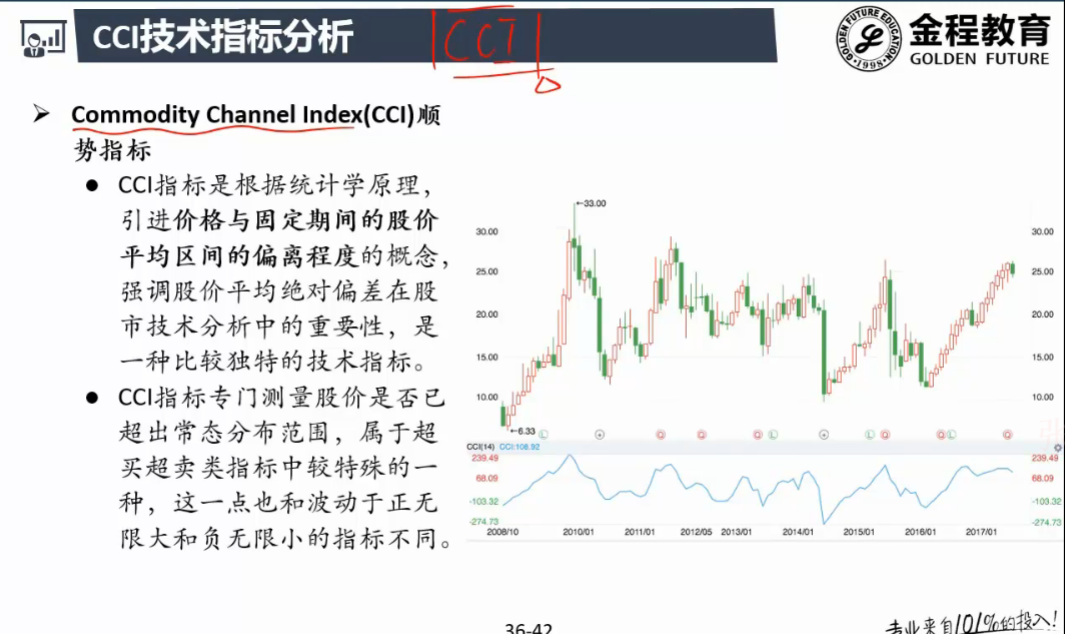 CCI技术指标分析
CCI
GOLDEN FUTURE EDUCATION
·1998·
金程教育
GOLDEN FUTURE
Commodity Channel Index(CCI)顺
势指标
CCI指标是根据统计学原理，
引进价格与固定期间的股价
平均区间的偏离程度的概念，
强调股价平均绝对偏差在股
市技术分析中的重要性，是
一种比较独特的技术指标。
CCI指标专门测量股价是否已
超出常态分布范围，属于超
买超卖类指标中较特殊的一
种，这一点也和波动于正无
限大和负无限小的指标不同。
33.00
30.00 30.00
25.00 25.00
20.00 20.00
15.00 15.00
10.00 10.00
6.33
CCI(14) CCI:108.92
239.49 239.49
68.09 68.09
-103.32 -103.32
-274.73 -274.73
2008/10 2010/01 2011/01 2012/05 2013/01 2014/01 2015/01 2016/01 2017/01
36-42
专业来自101%的投入!